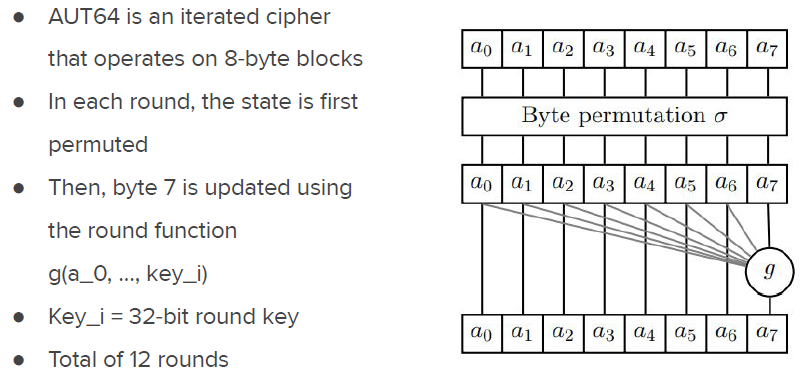 ● AUT64 is an iterated cipher
that operates on 8-byte blocks
● In each round, the state is first
permuted
● Then, byte 7 is updated using
the round function
g(a_0, ..., key_i)
● Key_i = 32-bit round key
● Total of 12 rounds
a0 a1 a2 a3 a4 a5 a6 a7
Byte permutation σ
a0 a1 a2 a3 a4 a5 a6 a7
g
a0 a1 a2 a3 a4 a5 a6 a7